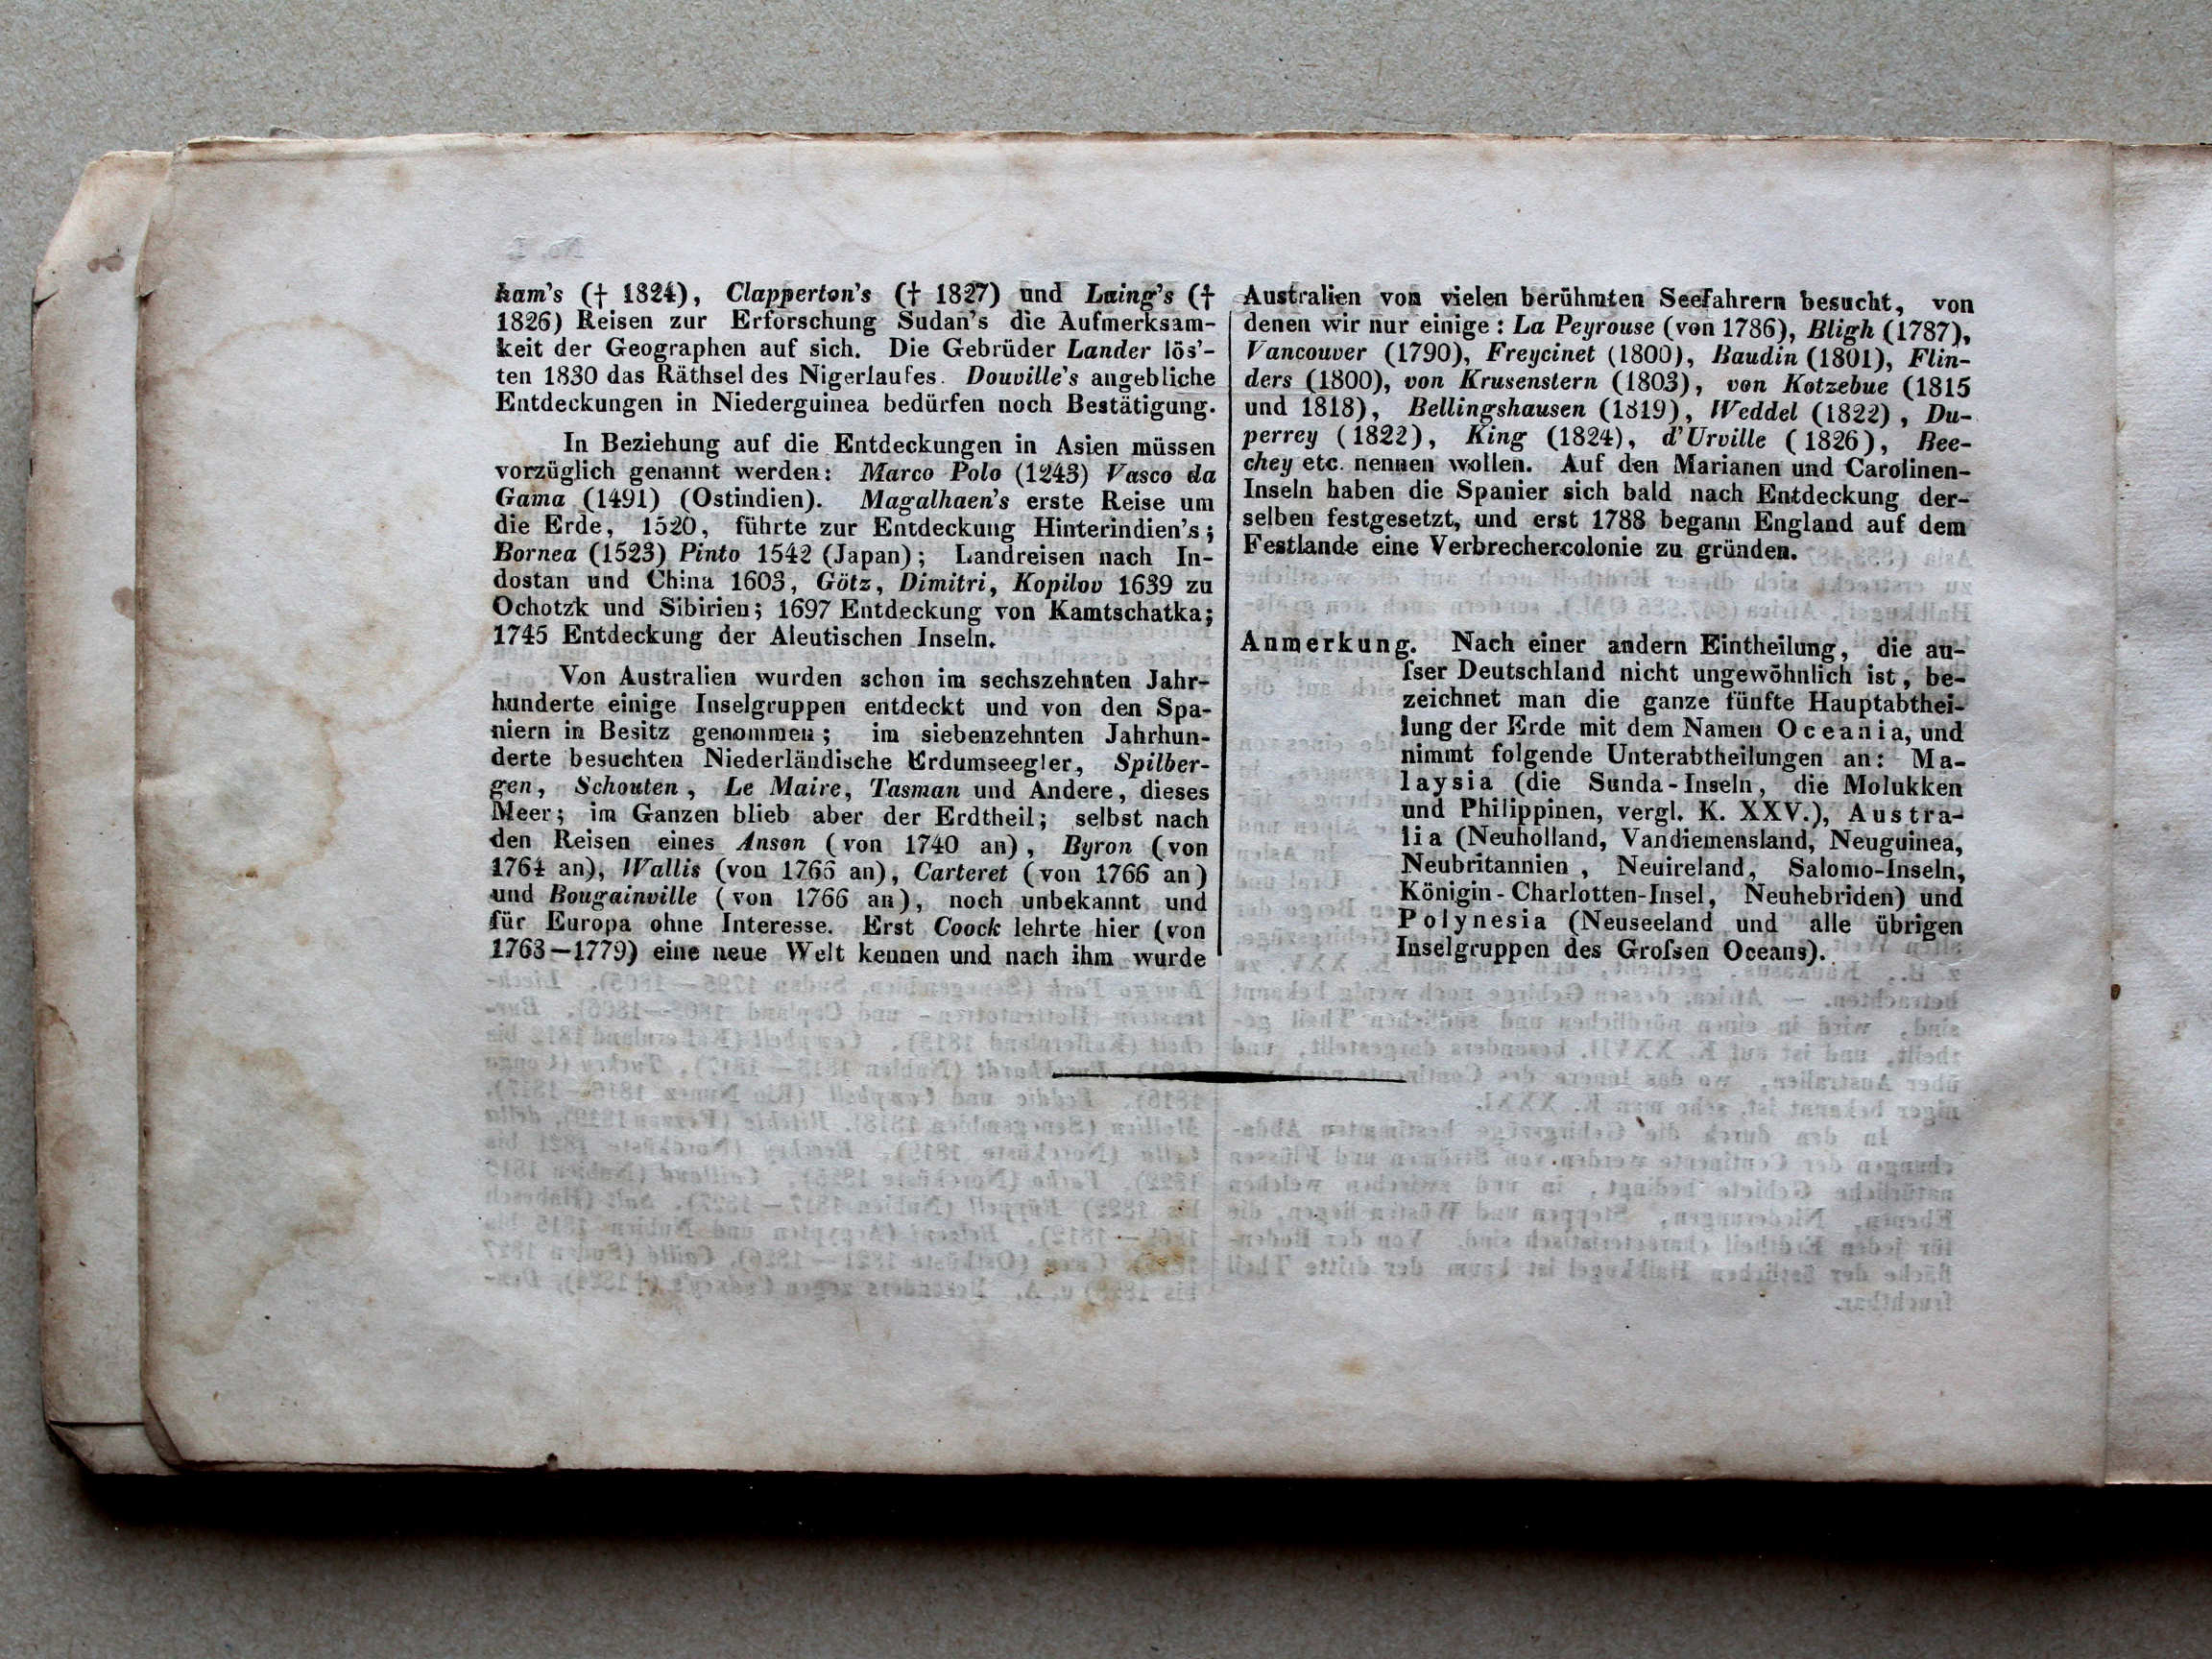 ham's († 1824), Clapperton's († 1827) und Laing's (†
1826) Reisen zur Erforschung Sudan's die Aufmerksam-
keit der Geographen auf sich. Die Gebrüder Lander lös'-
ten 1830 das Räthsel des Nigerlaufes. Douville's angebliche
Entdeckungen in Niederguinea bedürfen noch Bestätigung.
In Beziehung auf die Entdeckungen in Asien müssen
vorzüglich genannt werden: Marco Polo (1243) Vasco da
Gama (1491) (Ostindien). Magalhaen's erste Reise um
die Erde, 1520, führte zur Entdeckung Hinterindien's;
Bornea (1523) Pinto 1542 (Japan); Landreisen nach In-
dostan und China 1603, Götz, Dimitri, Kopilov 1639 zu
Ochotzk und Sibirien; 1697 Entdeckung von Kamtschatka;
1745 Entdeckung der Aleutischen Inseln.
Von Australien wurden schon im sechszehnten Jahr-
hunderte einige Inselgruppen entdeckt und von den Spa-
niern in Besitz genommen; im siebenzehnten Jahrhun-
derte besuchten Niederländische Erdumseegler, Spilber-
gen, Schouten, Le Maire, Tasman und Andere, dieses
Meer; im Ganzen blieb aber der Erdtheil; selbst nach
den Reisen eines Anson (von 1740 an), Byron (von
1764 an), Wallis (von 1766 an), Carteret (von 1766 an)
und Bougainville (von 1766 an), noch unbekannt und
für Europa ohne Interesse. Erst Coock lehrte hier (von
1763—1779) eine neue Welt kennen und nach ihm wurde
Australien von vielen berühmten Seefahrern besucht, von
denen wir nur einige: La Peyrouse (von 1786), Bligh (1787),
Vancouver (1790), Freycinet (1800), Baudin (1801), Flin-
ders (1800), von Krusenstern (1803), von Kotzebue (1815
und 1818), Bellingshausen (1819), Weddel (1822), Du-
perrey (1822), King (1824), d'Urville (1826), Bee-
chey etc. nennen wollen. Auf den Marianen und Carolinen-
Inseln haben die Spanier sich bald nach Entdeckung der-
selben festgesetzt, und erst 1788 begann England auf dem
Festlande eine Verbrechercolonie zu gründen.
Anmerkung. Nach einer andern Eintheilung, die au-
ſser Deutschland nicht ungewöhnlich ist, be-
zeichnet man die ganze fünfte Hauptabthei-
lung der Erde mit dem Namen Oceania, und
nimmt folgende Unterabtheilungen an: Ma-
laysia (die Sunda-Inseln, die Molukken
und Philippinen, vergl. K. XXV.), Austra-
lia (Neuholland, Vandiemensland, Neuguinea,
Neubritannien, Neuireland, Salomo-Inseln,
Königin-Charlotten-Insel, Neuhebriden) und
Polynesia (Neuseeland und alle übrigen
Inselgruppen des Groſsen Oceans).